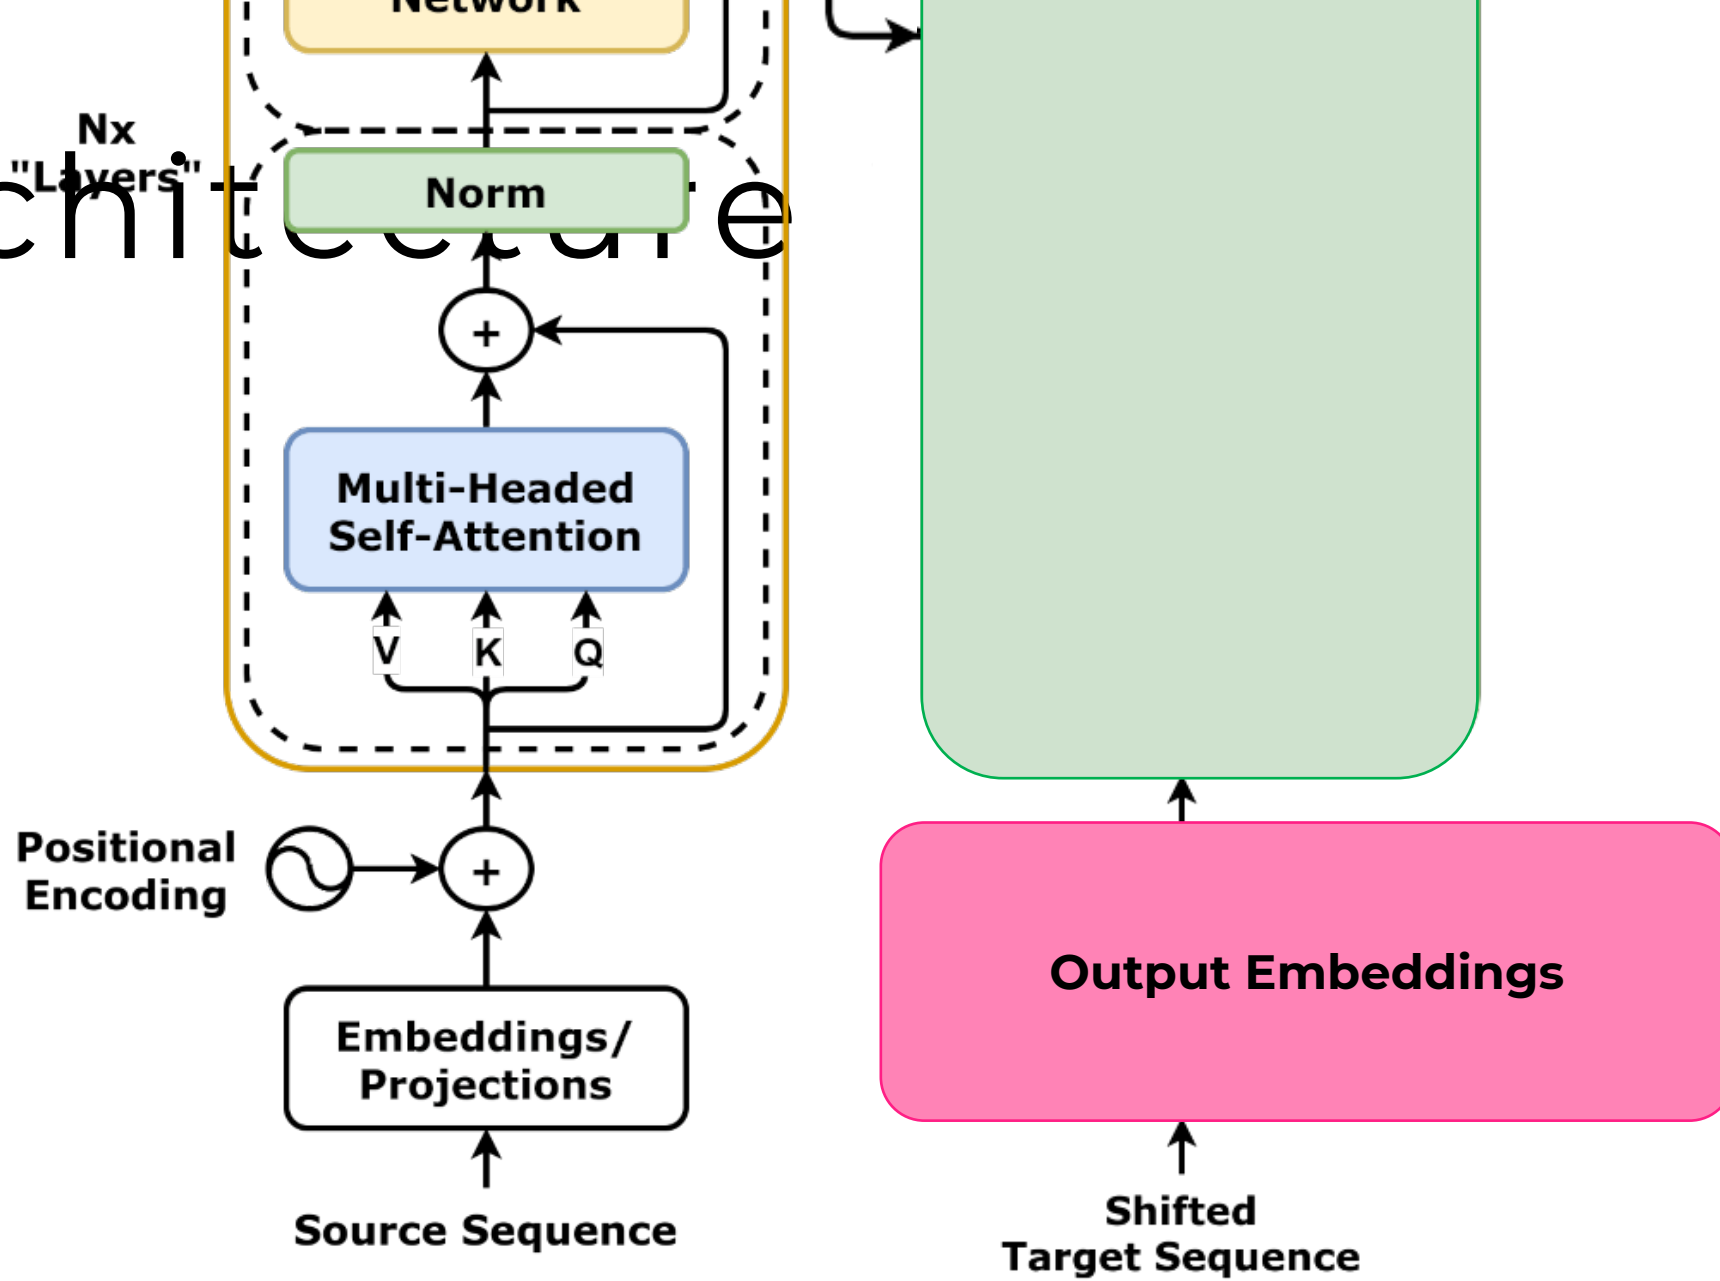 Network
Nx
"Layers"
chitecture
Norm
+
Multi-Headed
Self-Attention
V K Q
Positional
Encoding
+
Embeddings/
Projections
Source Sequence
Output Embeddings
Shifted
Target Sequence